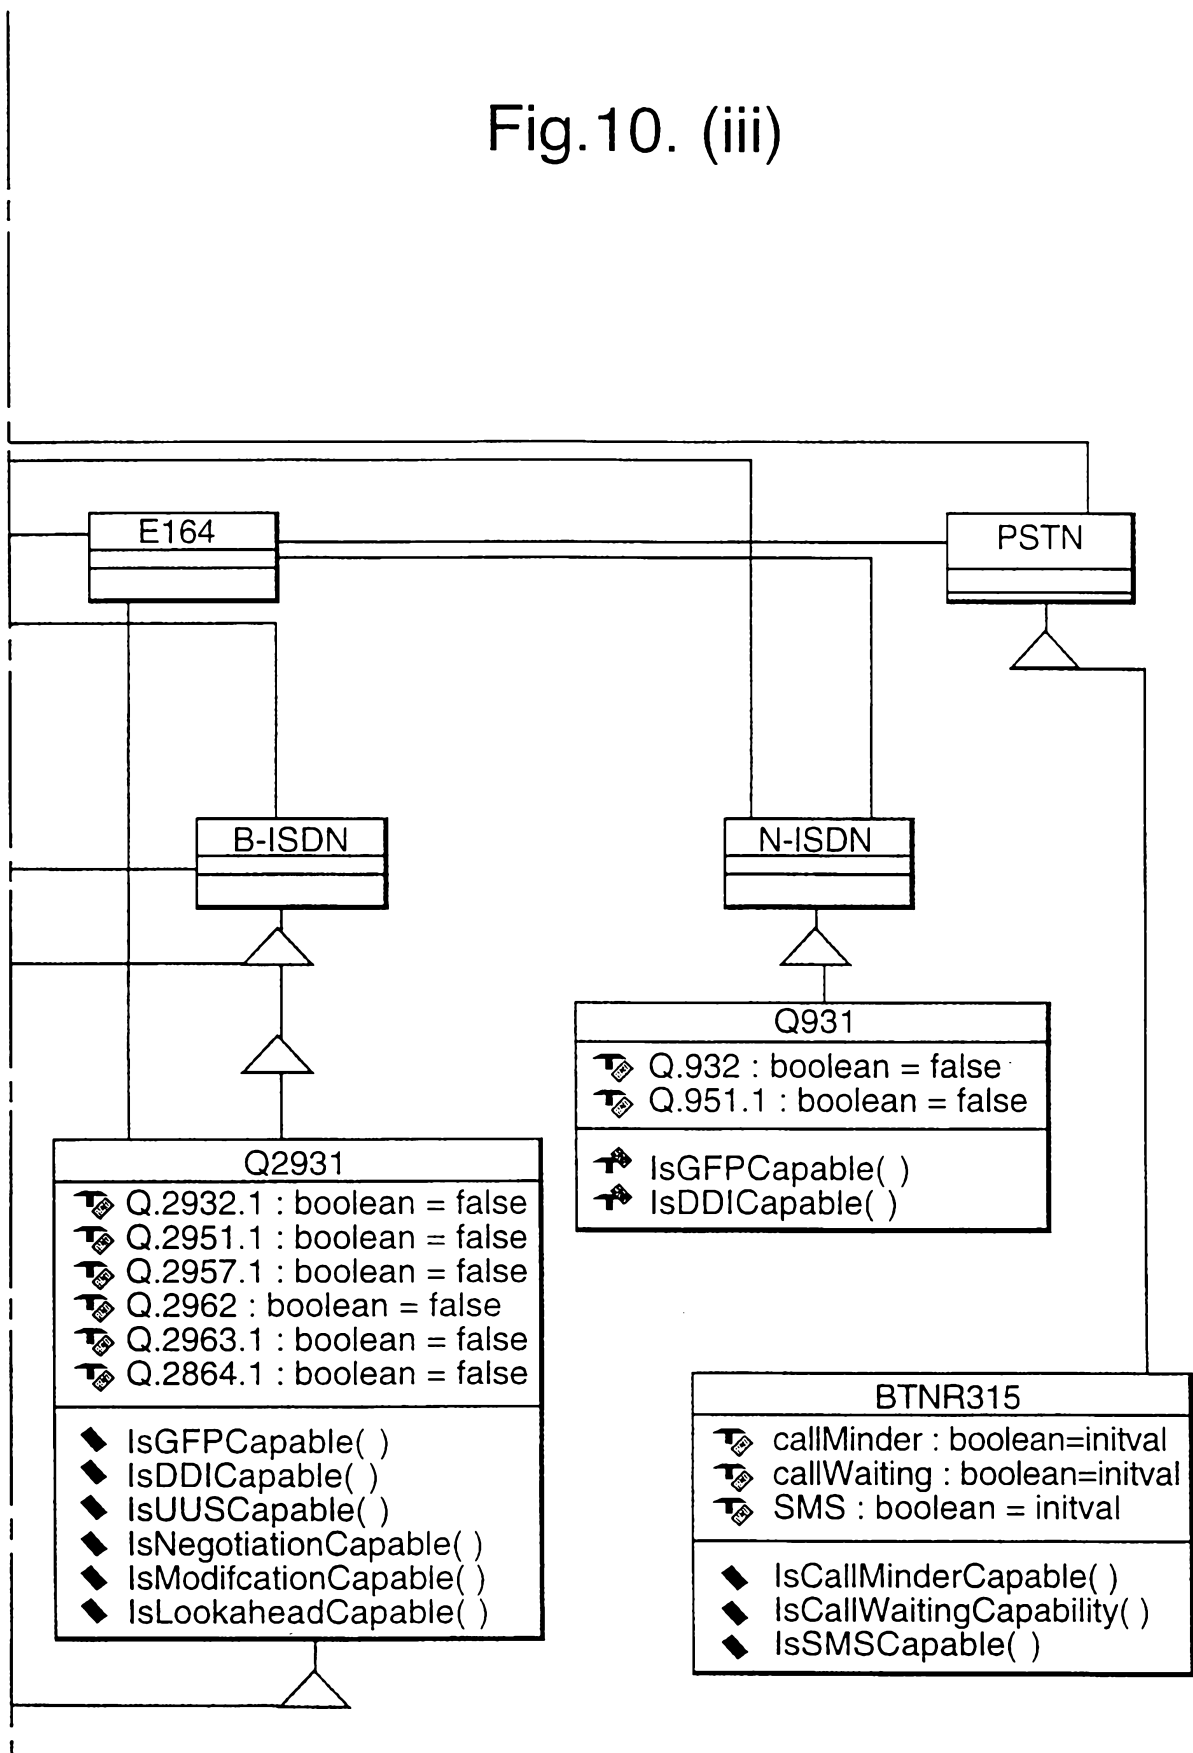 Fig.10. (iii)
E164
PSTN
B-ISDN
N-ISDN
Q931
Q.932 : boolean = false
Q.951.1 : boolean = false
IsGFPCapable( )
IsDDICapable( )
Q2931
Q.2932.1 : boolean = false
Q.2951.1 : boolean = false
Q.2957.1 : boolean = false
Q.2962 : boolean = false
Q.2963.1 : boolean = false
Q.2864.1 : boolean = false
IsGFPCapable( )
IsDDICapable( )
IsUUSCapable( )
IsNegotiationCapable( )
IsModifcationCapable( )
IsLookaheadCapable( )
BTNR315
callMinder : boolean=initval
callWaiting : boolean=initval
SMS : boolean = initval
IsCallMinderCapable( )
IsCallWaitingCapability( )
IsSMSCapable( )